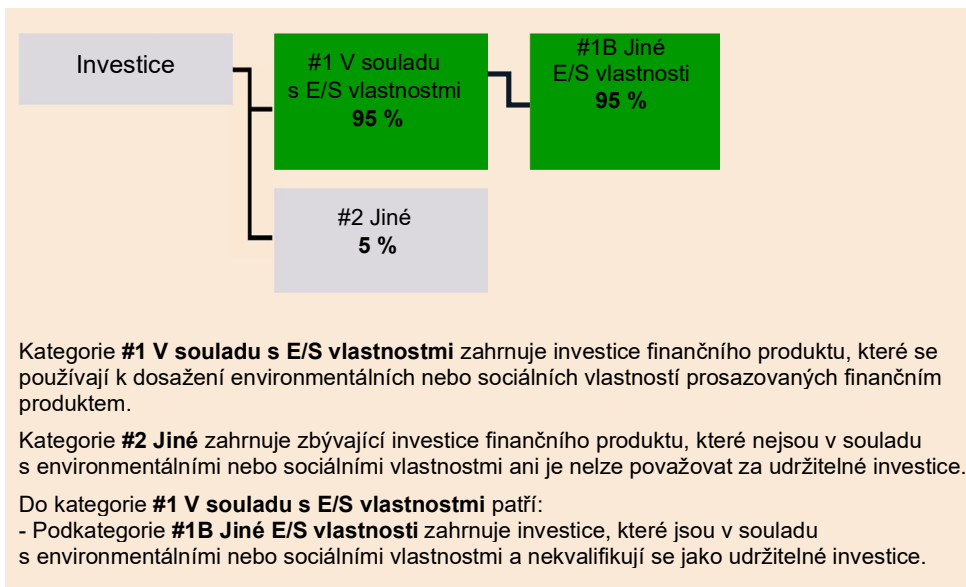 Investice
#1 V souladu
s E/S vlastnostmi
95 %
#1B Jiné
E/S vlastnosti
95 %
#2 Jiné
5 %
Kategorie #1 V souladu s E/S vlastnostmi zahrnuje investice finančního produktu, které se
používají k dosažení environmentálních nebo sociálních vlastností prosazovaných finančním
produktem.
Kategorie #2 Jiné zahrnuje zbývající investice finančního produktu, které nejsou v souladu
s environmentálními nebo sociálními vlastnostmi ani je nelze považovat za udržitelné investice.
Do kategorie #1 V souladu s E/S vlastnostmi patří:
- Podkategorie #1B Jiné E/S vlastnosti zahrnuje investice, které jsou v souladu
s environmentálními nebo sociálními vlastnostmi a nekvalifikují se jako udržitelné investice.